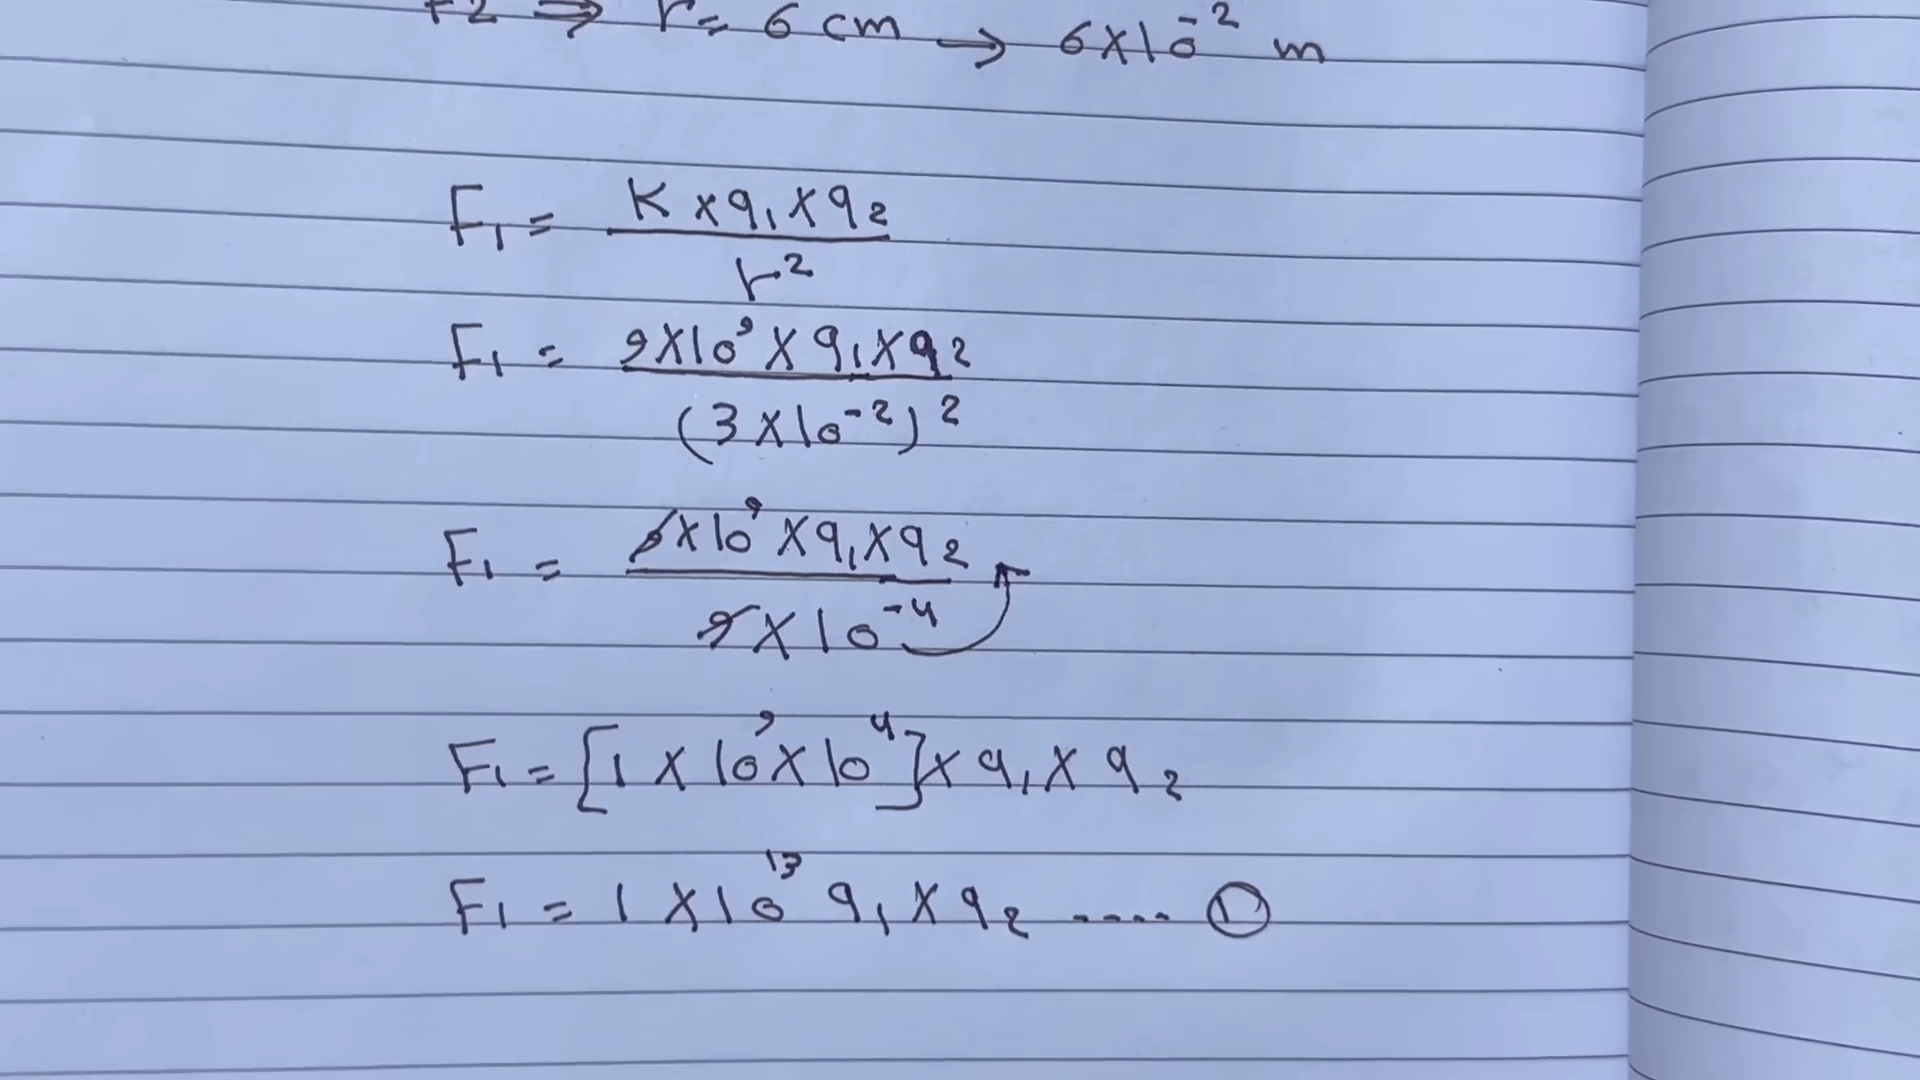 F2 ⇒ r = 6 cm → 6×10⁻² m
F₁ = K × q₁ × q₂
r²
F₁ = 9×10⁹ × q₁ × q₂
(3×10⁻²)²
F₁ = 9×10⁹ × q₁ × q₂
9×10⁻⁴
F₁ = [1 × 10⁹ × 10⁴] × q₁ × q₂
F₁ = 1 × 10¹³ q₁ × q₂ .... ①